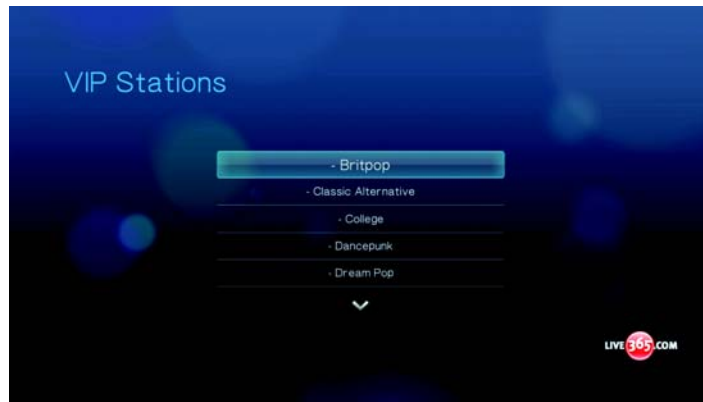 VIP Stations
- Britpop
- Classic Alternative
- College
- Dancepunk
- Dream Pop
LIVE365.COM